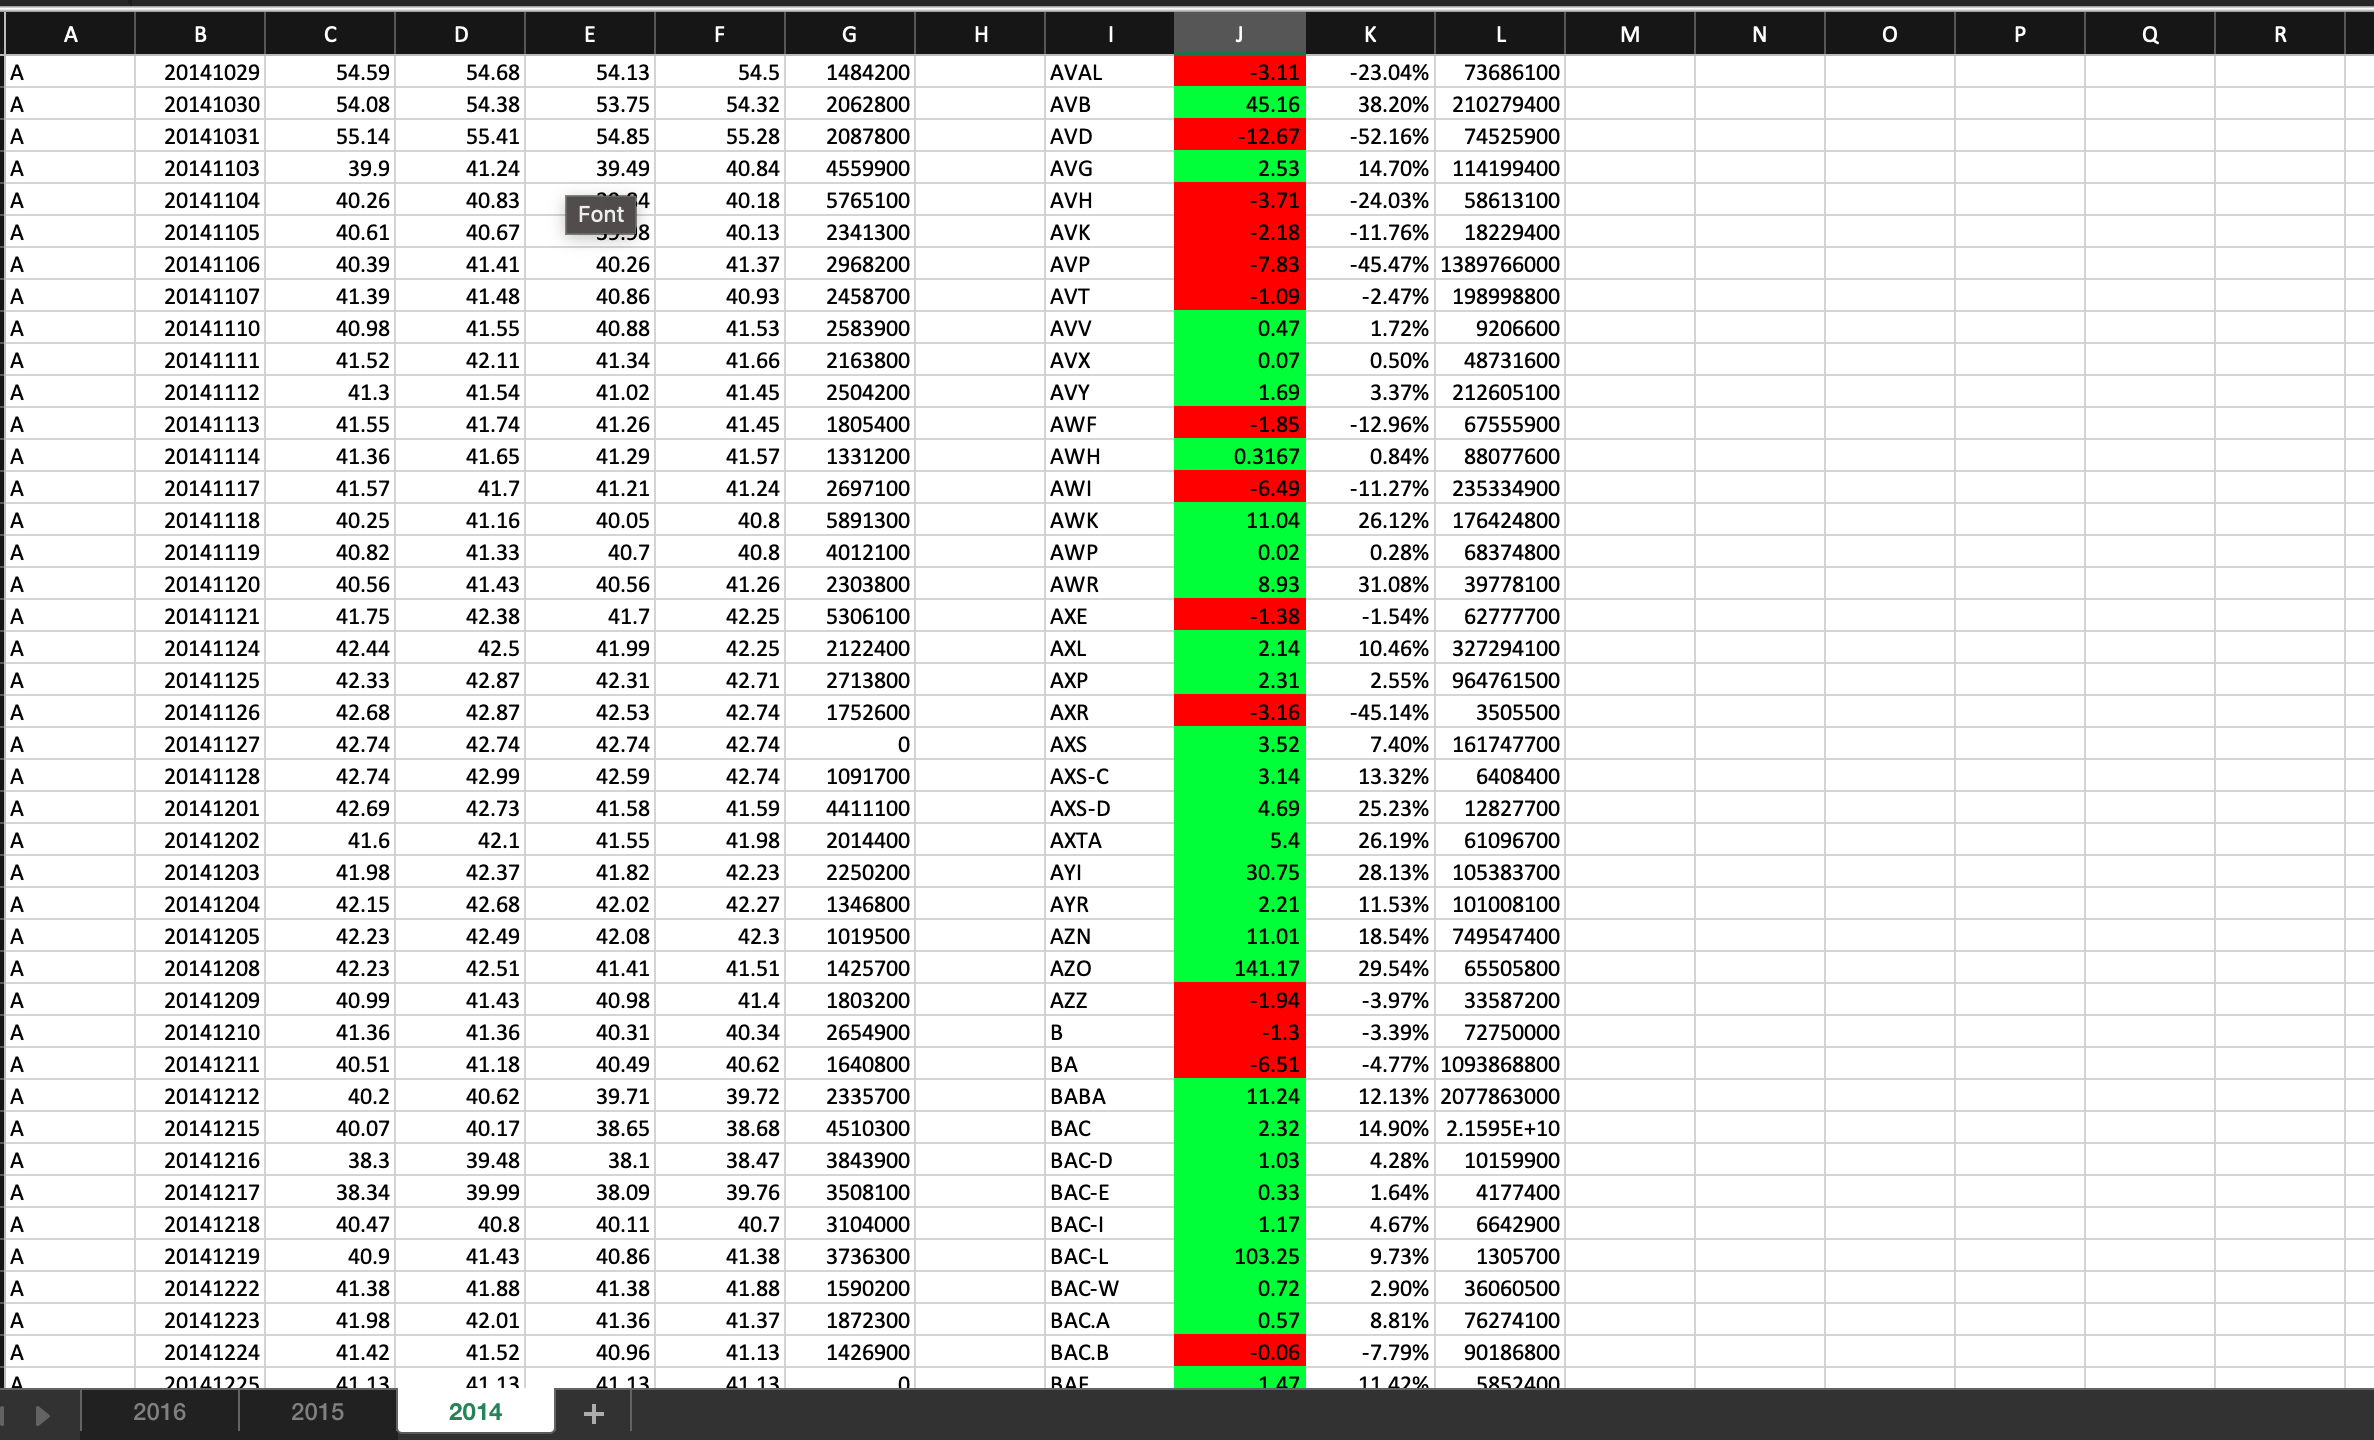 A B C D E F G H I J K L M N O P Q R
A 20141029 54.59 54.68 54.13 54.5 1484200 AVAL -3.11 -23.04% 73686100
A 20141030 54.08 54.38 53.75 54.32 2062800 AVB 45.16 38.20% 210279400
A 20141031 55.14 55.41 54.85 55.28 2087800 AVD -12.67 -52.16% 74525900
A 20141103 39.9 41.24 39.49 40.84 4559900 AVG 2.53 14.70% 114199400
A 20141104 40.26 40.83 40.18 5765100 AVH -3.71 -24.03% 58613100
Font
A 20141105 40.61 40.67 40.13 2341300 AVK -2.18 -11.76% 18229400
A 20141106 40.39 41.41 40.26 41.37 2968200 AVP -7.83 -45.47% 1389766000
A 20141107 41.39 41.48 40.86 40.93 2458700 AVT -1.09 -2.47% 198998800
A 20141110 40.98 41.55 40.88 41.53 2583900 AVV 0.47 1.72% 9206600
A 20141111 41.52 42.11 41.34 41.66 2163800 AVX 0.07 0.50% 48731600
A 20141112 41.3 41.54 41.02 41.45 2504200 AVY 1.69 3.37% 212605100
A 20141113 41.55 41.74 41.26 41.45 1805400 AWF -1.85 -12.96% 67555900
A 20141114 41.36 41.65 41.29 41.57 1331200 AWH 0.3167 0.84% 88077600
A 20141117 41.57 41.7 41.21 41.24 2697100 AWI -6.49 -11.27% 235334900
A 20141118 40.25 41.16 40.05 40.8 5891300 AWK 11.04 26.12% 176424800
A 20141119 40.82 41.33 40.7 40.8 4012100 AWP 0.02 0.28% 68374800
A 20141120 40.56 41.43 40.56 41.26 2303800 AWR 8.93 31.08% 39778100
A 20141121 41.75 42.38 41.7 42.25 5306100 AXE -1.38 -1.54% 62777700
A 20141124 42.44 42.5 41.99 42.25 2122400 AXL 2.14 10.46% 327294100
A 20141125 42.33 42.87 42.31 42.71 2713800 AXP 2.31 2.55% 964761500
A 20141126 42.68 42.87 42.53 42.74 1752600 AXR -3.16 -45.14% 3505500
A 20141127 42.74 42.74 42.74 42.74 0 AXS 3.52 7.40% 161747700
A 20141128 42.74 42.99 42.59 42.74 1091700 AXS-C 3.14 13.32% 6408400
A 20141201 42.69 42.73 41.58 41.59 4411100 AXS-D 4.69 25.23% 12827700
A 20141202 41.6 42.1 41.55 41.98 2014400 AXTA 5.4 26.19% 61096700
A 20141203 41.98 42.37 41.82 42.23 2250200 AYI 30.75 28.13% 105383700
A 20141204 42.15 42.68 42.02 42.27 1346800 AYR 2.21 11.53% 101008100
A 20141205 42.23 42.49 42.08 42.3 1019500 AZN 11.01 18.54% 749547400
A 20141208 42.23 42.51 41.41 41.51 1425700 AZO 141.17 29.54% 65505800
A 20141209 40.99 41.43 40.98 41.4 1803200 AZZ -1.94 -3.97% 33587200
A 20141210 41.36 41.36 40.31 40.34 2654900 B -1.3 -3.39% 72750000
A 20141211 40.51 41.18 40.49 40.62 1640800 BA -6.51 -4.77% 1093868800
A 20141212 40.2 40.62 39.71 39.72 2335700 BABA 11.24 12.13% 2077863000
A 20141215 40.07 40.17 38.65 38.68 4510300 BAC 2.32 14.90% 2.1595E+10
A 20141216 38.3 39.48 38.1 38.47 3843900 BAC-D 1.03 4.28% 10159900
A 20141217 38.34 39.99 38.09 39.76 3508100 BAC-E 0.33 1.64% 4177400
A 20141218 40.47 40.8 40.11 40.7 3104000 BAC-I 1.17 4.67% 6642900
A 20141219 40.9 41.43 40.86 41.38 3736300 BAC-L 103.25 9.73% 1305700
A 20141222 41.38 41.88 41.38 41.88 1590200 BAC-W 0.72 2.90% 36060500
A 20141223 41.98 42.01 41.36 41.37 1872300 BAC.A 0.57 8.81% 76274100
A 20141224 41.42 41.52 40.96 41.13 1426900 BAC.B -0.06 -7.79% 90186800
A 20141225 41.13 41.13 41.13 41.13 0 1.47 11.42% 5852400
2016 2015 2014 +